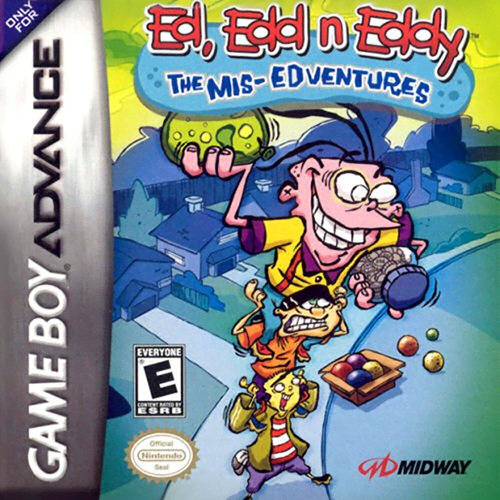 ONLY
FOR
GAME BOY ADVANCE
Ed, Edd n Eddy™
THE MIS-EDVENTURES
EVERYONE
E
CONTENT RATED BY
ESRB
Official
Nintendo
Seal
MIDWAY